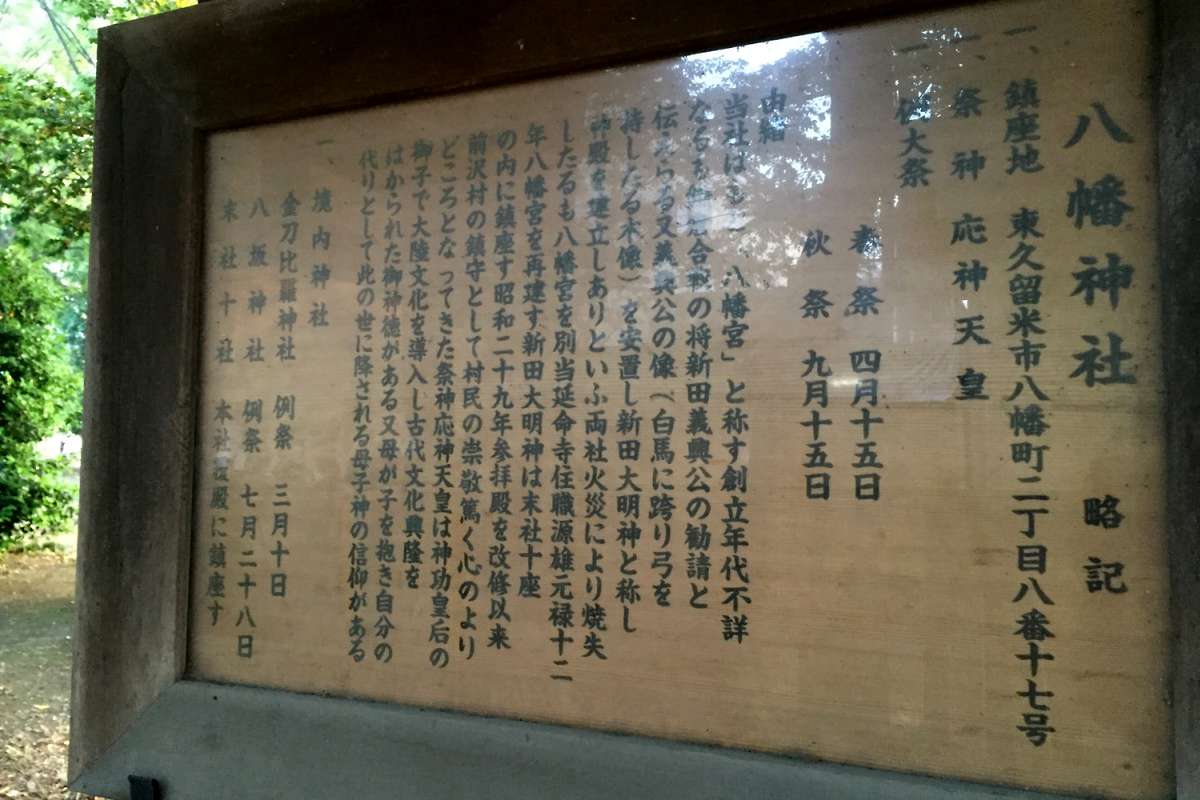 八幡神社 略記
一、鎮座地 東久留米市八幡町二丁目八番十七号
一、祭神 応神天皇
一、 大祭
春祭 四月十五日
秋祭 九月十五日
由緒
当社はもと「八幡宮」と称す創立年代不詳
なるも 合戦の将新田義興公の勧請と
伝へらる又義興公の像(白馬に跨り弓を
持したる木像)を安置し新田大明神と称し
神殿を建立しありといふ両社火災により焼失
したるも八幡宮を別当延命寺住職源雄元禄十二
年八幡宮を再建す新田大明神は末社十座
の内に鎮座す昭和二十九年参拝殿を改修以来
前沢村の鎮守として村民の崇敬篤く心のより
どころとなってきた祭神応神天皇は神功皇后の
御子で大陸文化を導入し古代文化興隆を
はかられた御神徳がある又母が子を抱き自分の
代りとして此の世に降される母子神の信仰がある
一、境内神社
金刀比羅神社 例祭 三月十日
八坂神社 例祭 七月二十八日
末社十社 本社 殿に鎮座す